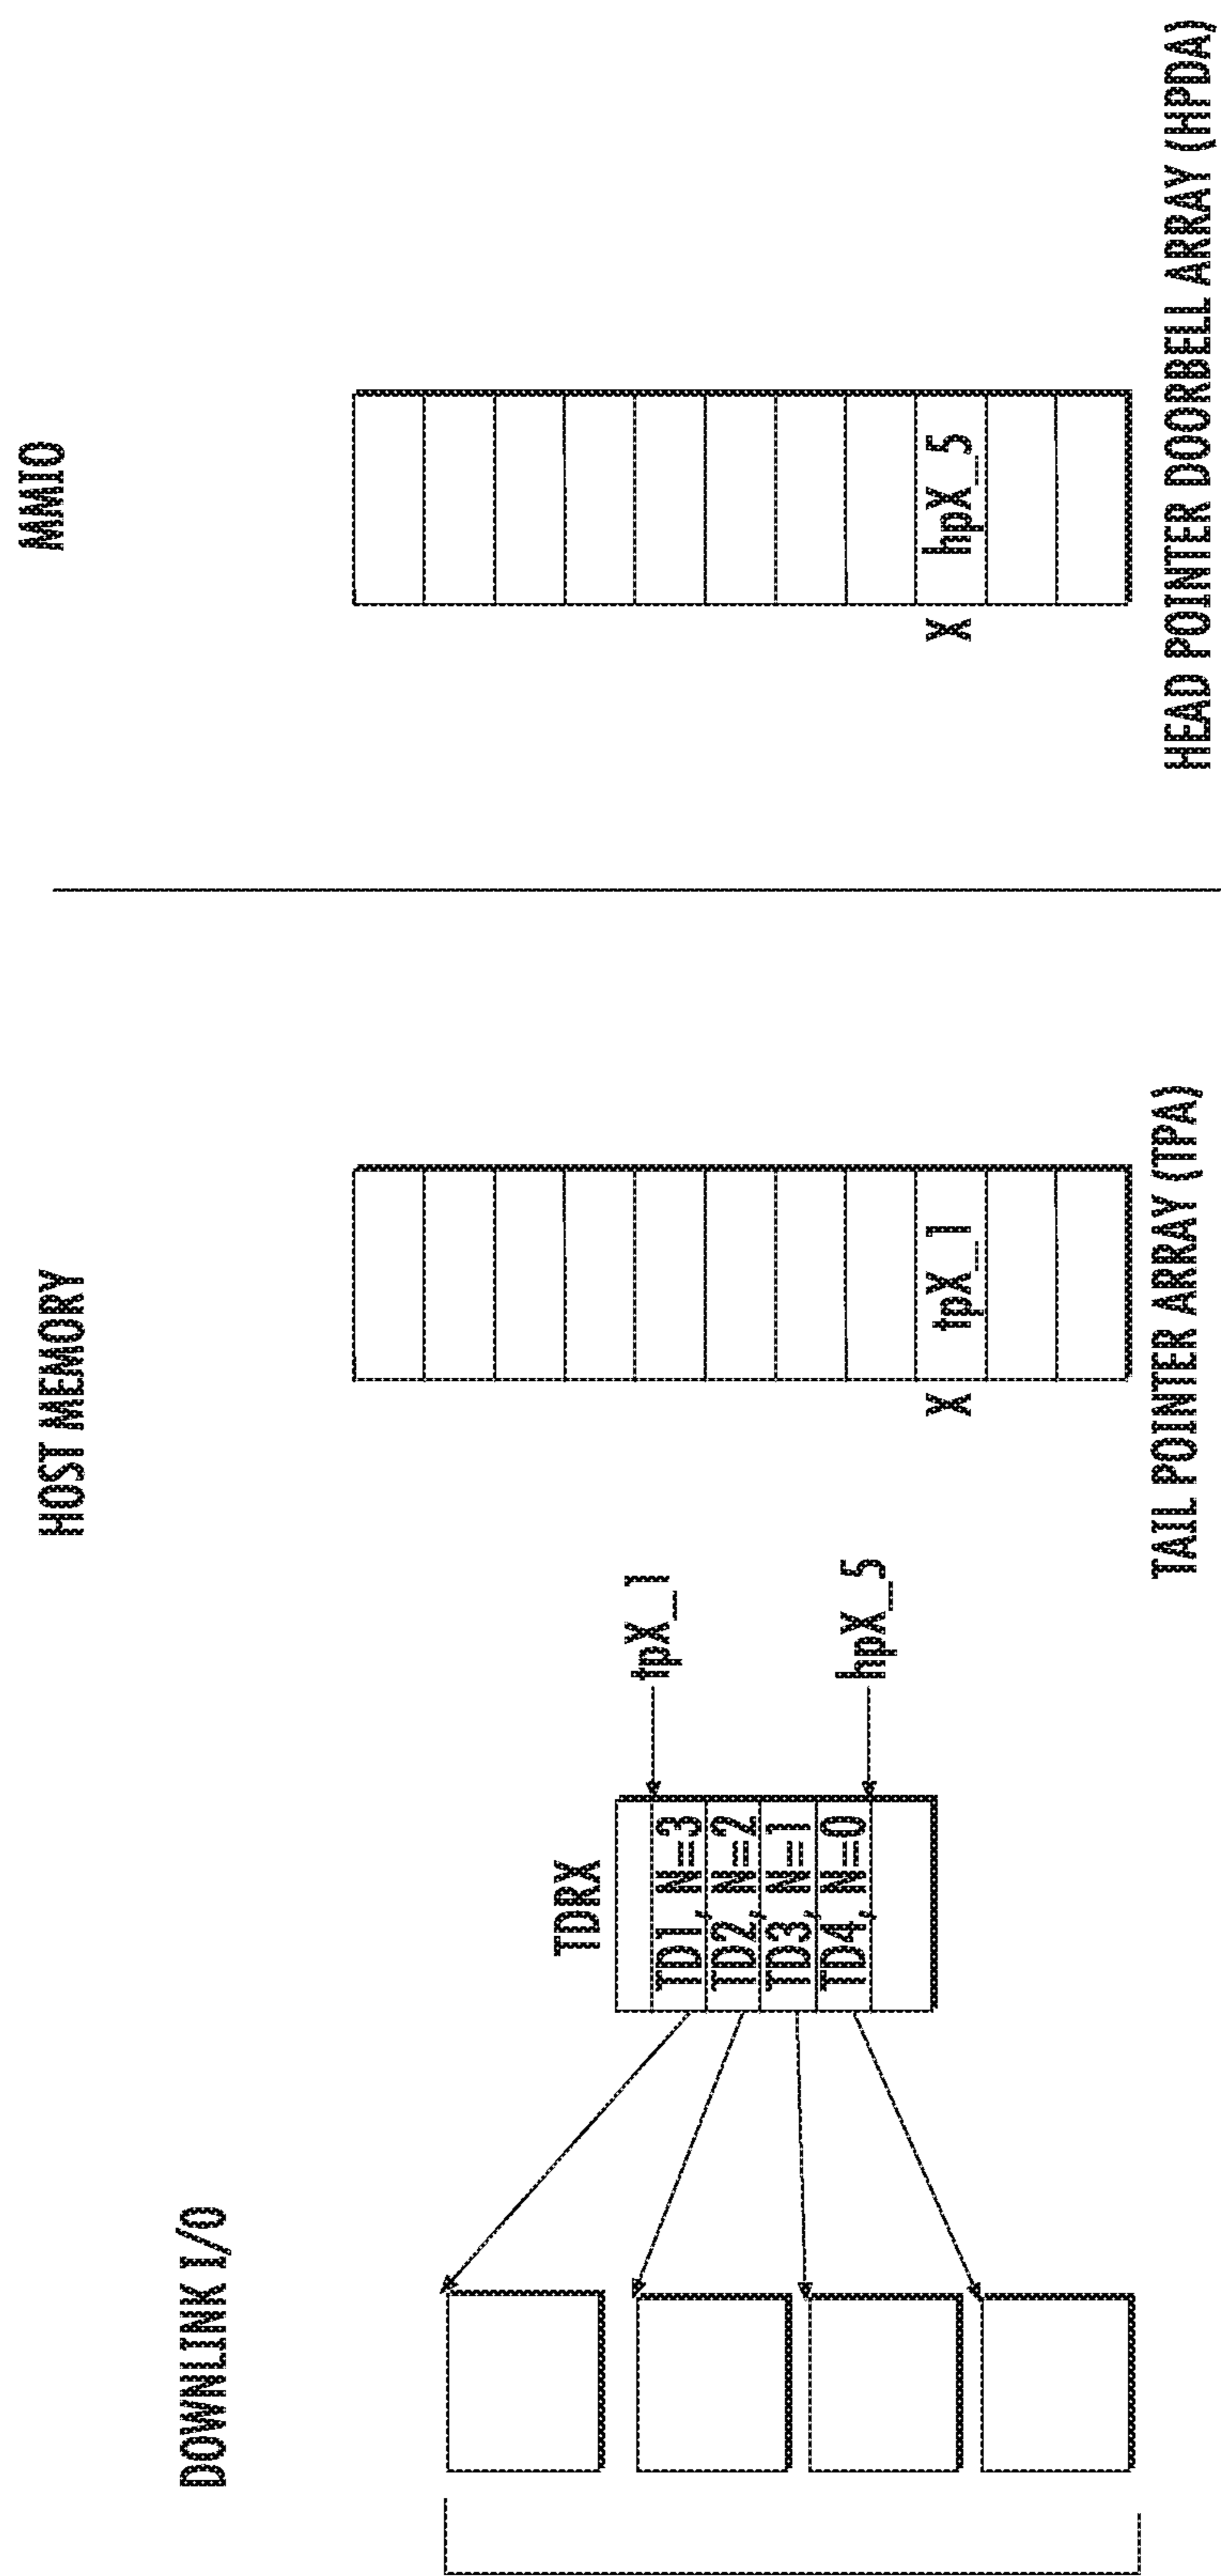 HOST MEMORY
MMIO
DOWNLINK I/O
TDRX
TD1, N=3
TD2, N=2
TD3, N=1
TD4, N=0
tpX_1
hpX_5
X tpX_1
X hpX_5
TAIL POINTER ARRAY (TPA)
HEAD POINTER DOORBELL ARRAY (HPDA)